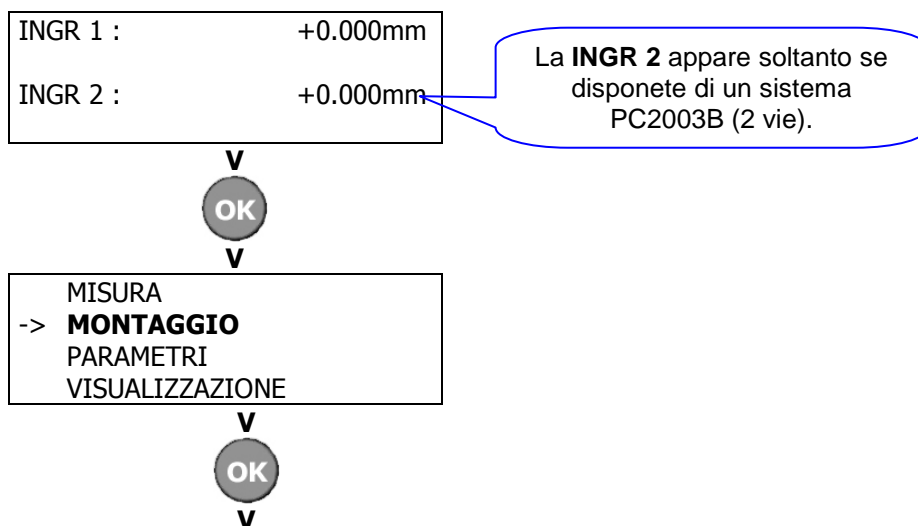 INGR 1 : +0.000mm
INGR 2 : +0.000mm
La INGR 2 appare soltanto se
disponete di un sistema
PC2003B (2 vie).
v
OK
v
MISURA
-> MONTAGGIO
PARAMETRI
VISUALIZZAZIONE
v
OK
v